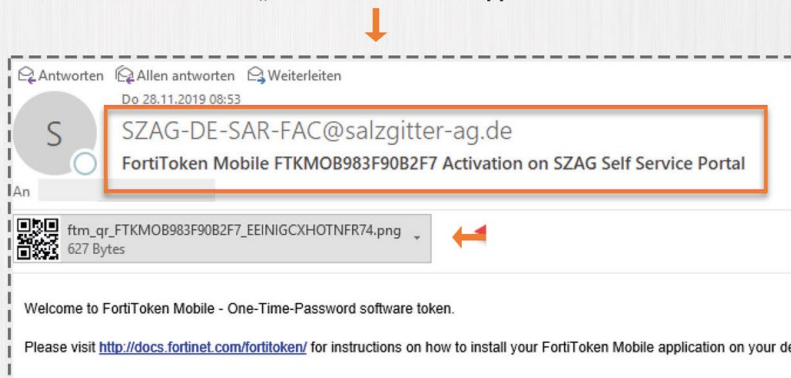 Antworten Allen antworten Weiterleiten
Do 28.11.2019 08:53
S
SZAG-DE-SAR-FAC@salzgitter-ag.de
FortiToken Mobile FTKMOB983F90B2F7 Activation on SZAG Self Service Portal
An
ftm_qr_FTKMOB983F90B2F7_EEINIGCXHOTNFR74.png
627 Bytes
Welcome to FortiToken Mobile - One-Time-Password software token.
Please visit http://docs.fortinet.com/fortitoken/ for instructions on how to install your FortiToken Mobile application on your